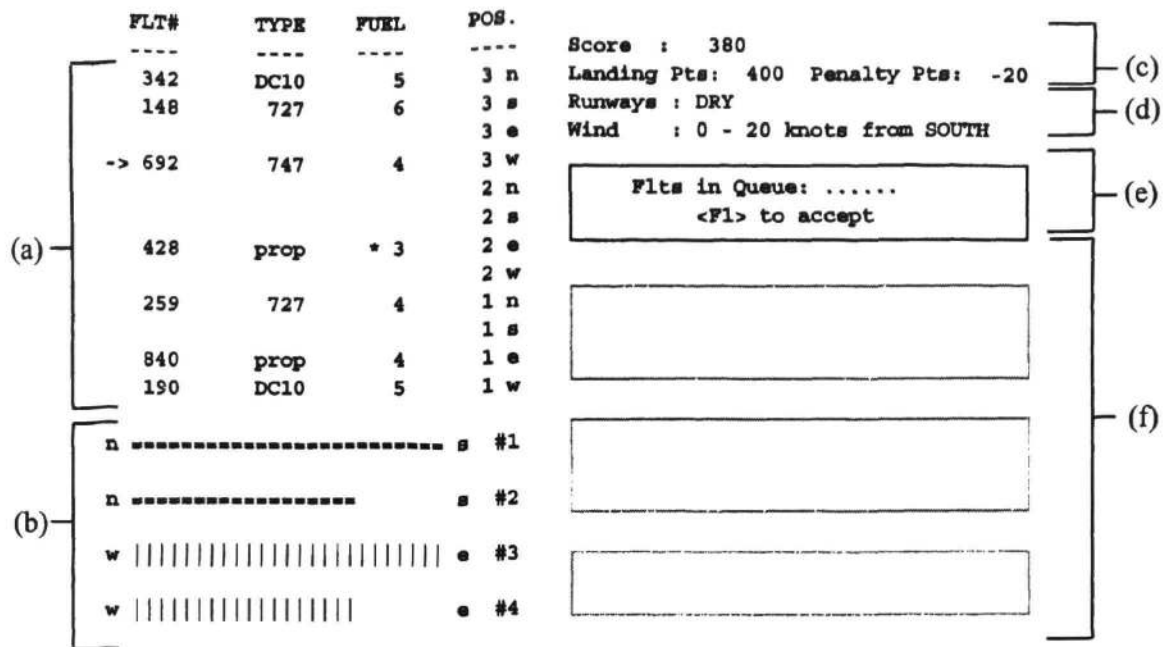 FLT# TYPE FUEL POS.
---- ---- ---- ----
342 DC10 5 3 n
148 727 6 3 s
3 e
-> 692 747 4 3 w
2 n
2 s
428 prop * 3 2 e
2 w
259 727 4 1 n
1 s
840 prop 4 1 e
190 DC10 5 1 w
(a)
n s #1
n s #2
w e #3
w e #4
(b)
Score : 380
Landing Pts: 400 Penalty Pts: -20
(c)
Runways : DRY
Wind : 0 - 20 knots from SOUTH
(d)
Flts in Queue: ......
<F1> to accept
(e)
(f)